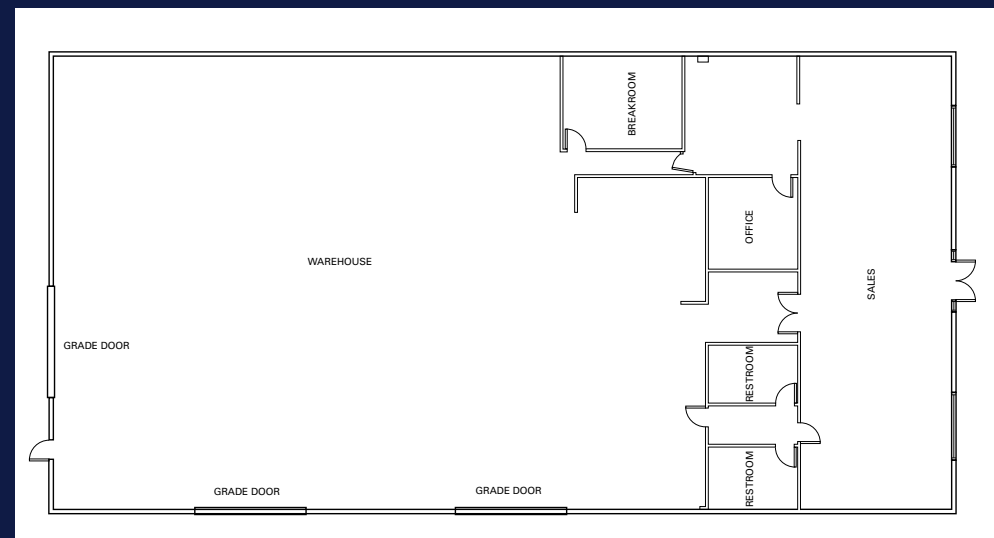 BREAKROOM
OFFICE
WAREHOUSE
SALES
GRADE DOOR
RESTROOM
GRADE DOOR
GRADE DOOR
RESTROOM